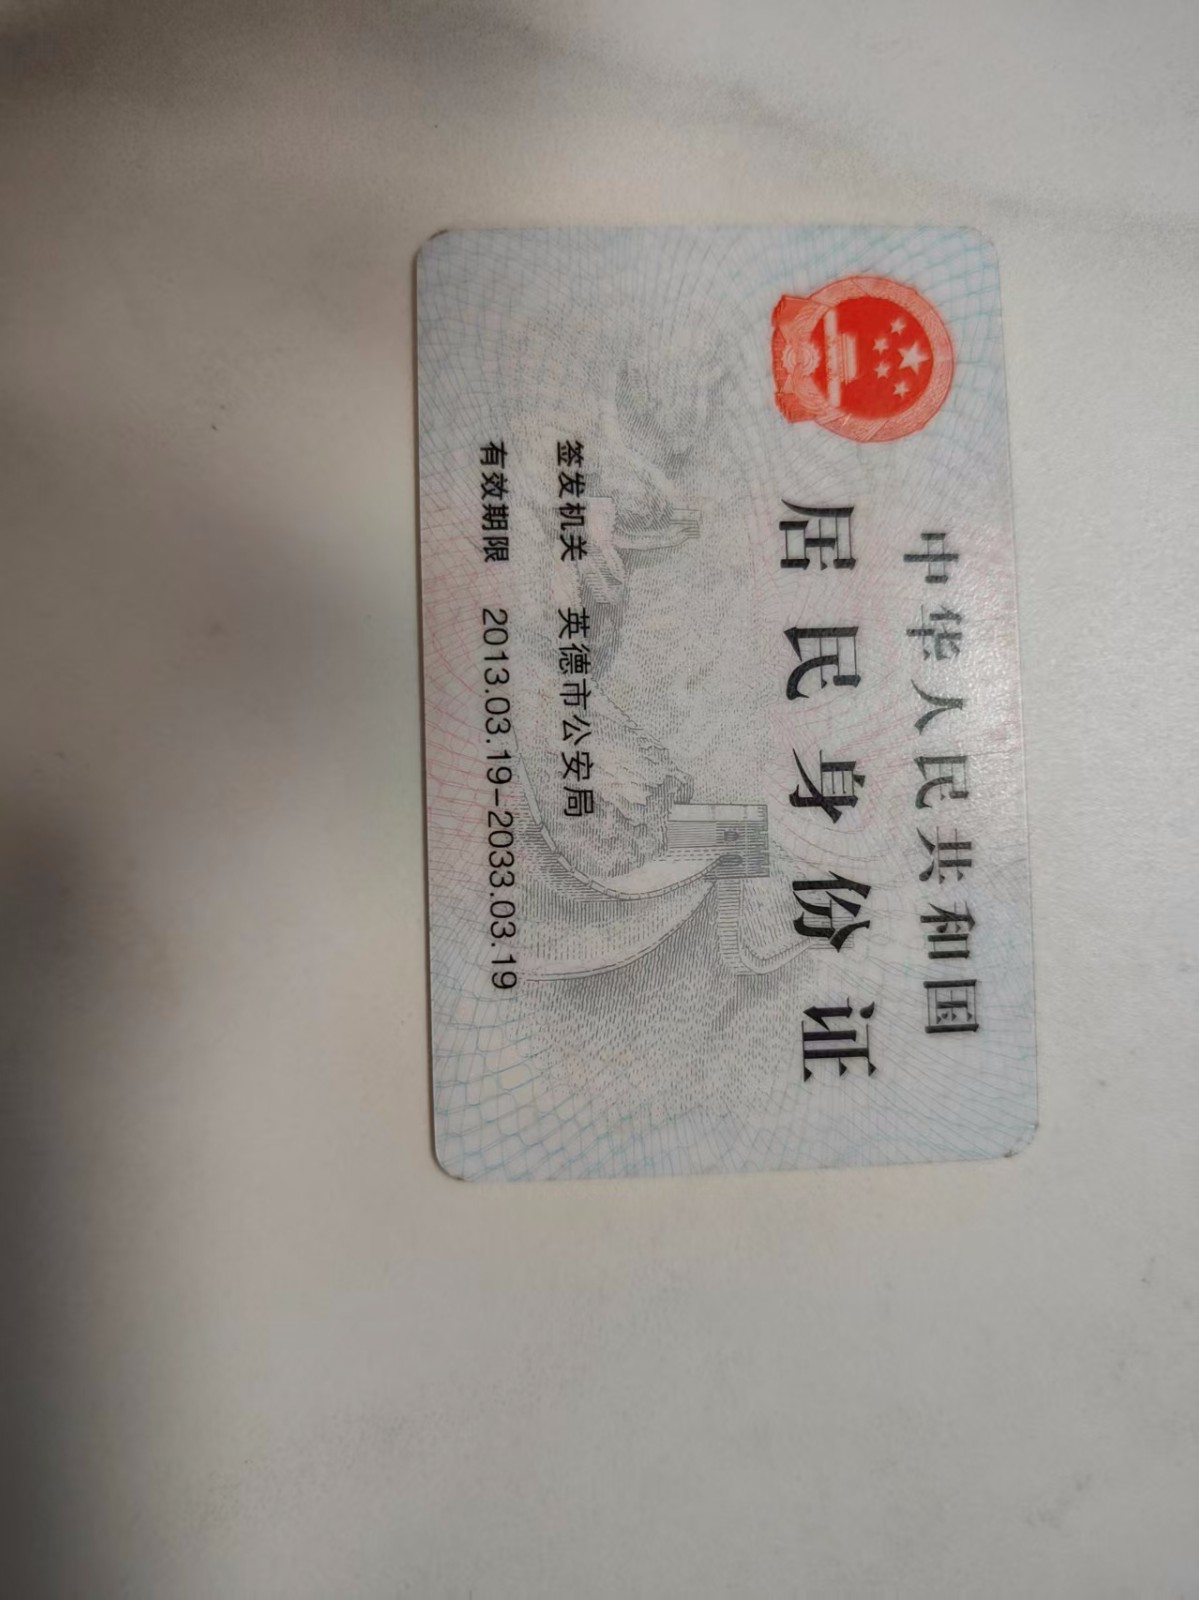 中华人民共和国
居民身份证
签发机关 英德市公安局
有效期限 2013.03.19-2033.03.19